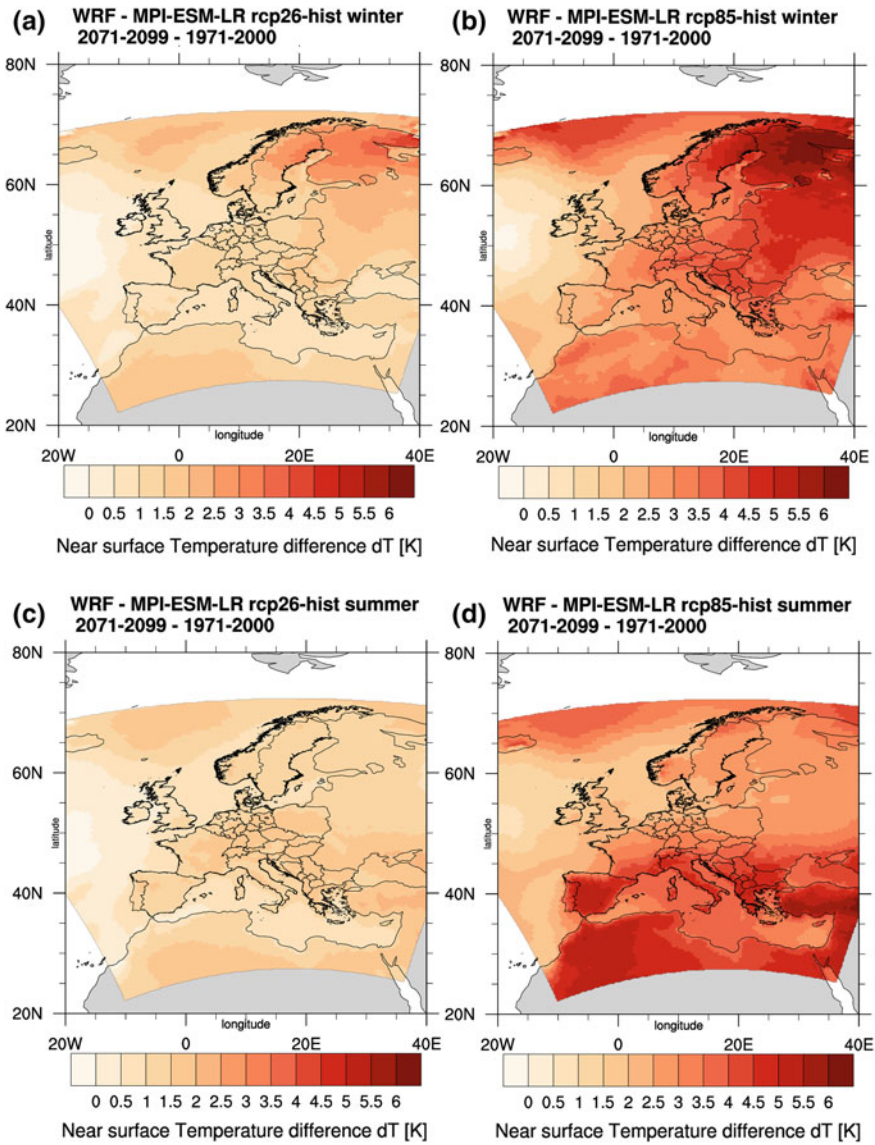 (a) WRF - MPI-ESM-LR rcp26-hist winter
2071-2099 - 1971-2000
80N
60N
latitude
40N
20N
20W 0 20E 40E
longitude
0 0.5 1 1.5 2 2.5 3 3.5 4 4.5 5 5.5 6
Near surface Temperature difference dT [K]
(b) WRF - MPI-ESM-LR rcp85-hist winter
2071-2099 - 1971-2000
80N
60N
latitude
40N
20N
20W 0 20E 40E
longitude
0 0.5 1 1.5 2 2.5 3 3.5 4 4.5 5 5.5 6
Near surface Temperature difference dT [K]
(c) WRF - MPI-ESM-LR rcp26-hist summer
2071-2099 - 1971-2000
80N
60N
latitude
40N
20N
20W 0 20E 40E
longitude
0 0.5 1 1.5 2 2.5 3 3.5 4 4.5 5 5.5 6
Near surface Temperature difference dT [K]
(d) WRF - MPI-ESM-LR rcp85-hist summer
2071-2099 - 1971-2000
80N
60N
latitude
40N
20N
20W 0 20E 40E
longitude
0 0.5 1 1.5 2 2.5 3 3.5 4 4.5 5 5.5 6
Near surface Temperature difference dT [K]